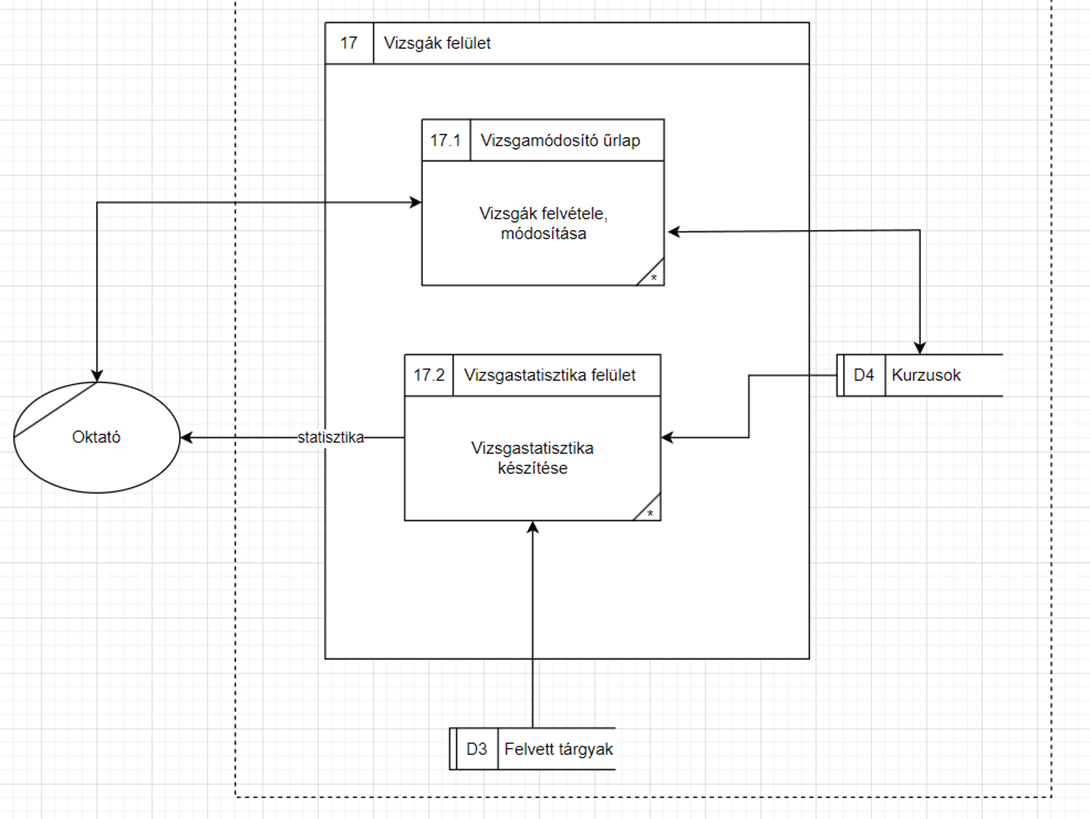 17 Vizsgák felület
17.1 Vizsgamódosító űrlap
Vizsgák felvétele,
módosítása
*
17.2 Vizsgastatisztika felület
D4 Kurzusok
Oktató
statisztika
Vizsgastatisztika
készítése
*
D3 Felvett tárgyak